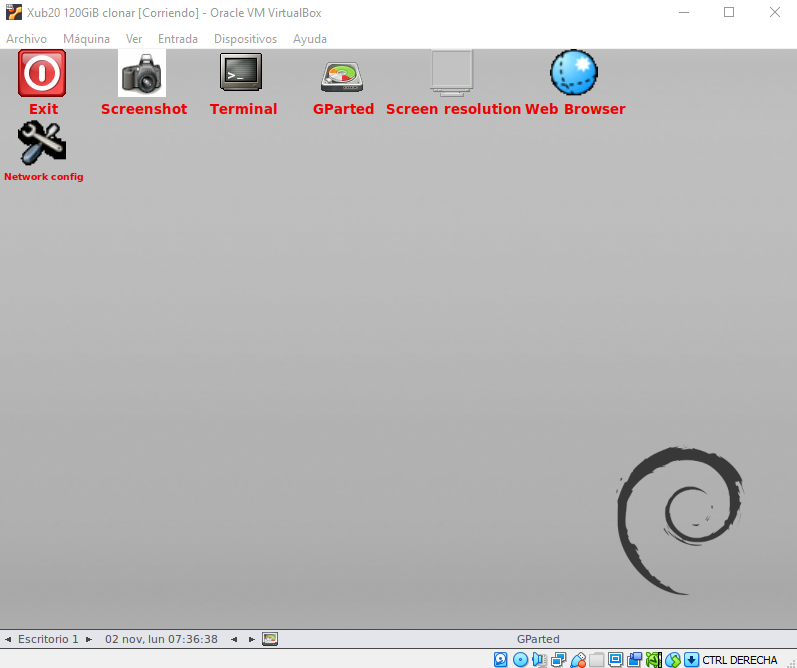 Xub20 120GiB clonar [Corriendo] - Oracle VM VirtualBox
Archivo Máquina Ver Entrada Dispositivos Ayuda
Exit Screenshot Terminal GParted Screen resolution Web Browser
Network config
Escritorio 1 02 nov, lun 07:36:38 GParted
CTRL DERECHA